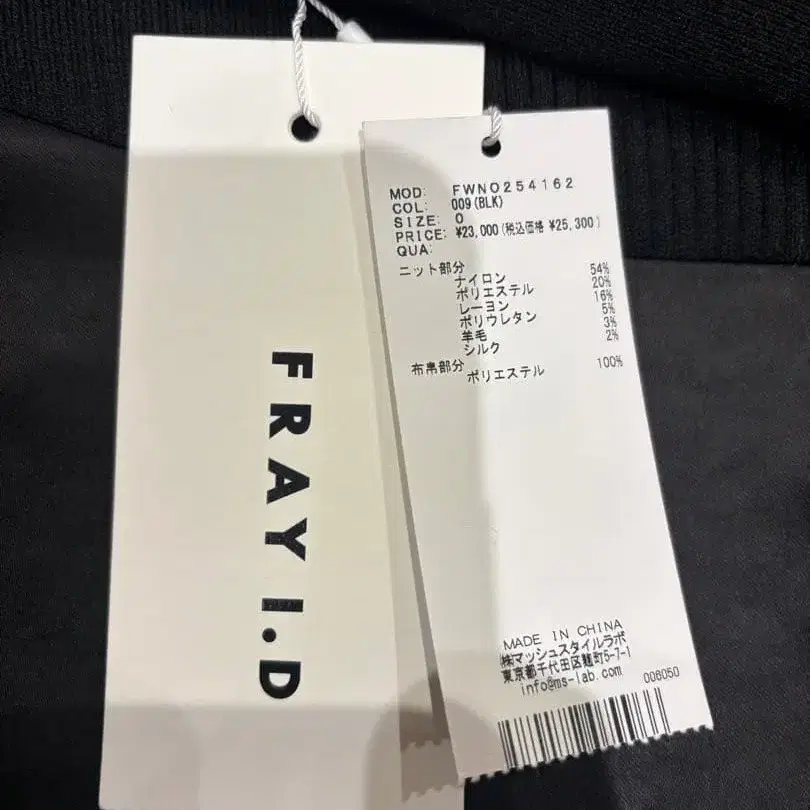 FRAY I.D
MOD: FWNO254162
COL: 009(BLK)
SIZE: 0
PRICE: ¥23,000(税込価格 ¥25,300)
QUA:
ニット部分
ナイロン 54%
ポリエステル 20%
レーヨン 16%
ポリウレタン 5%
羊毛 3%
シルク 2%
布帛部分
ポリエステル 100%
MADE IN CHINA
㈱マッシュスタイルラボ
東京都千代田区麹町5-7-1
info@ms-lab.com
006050